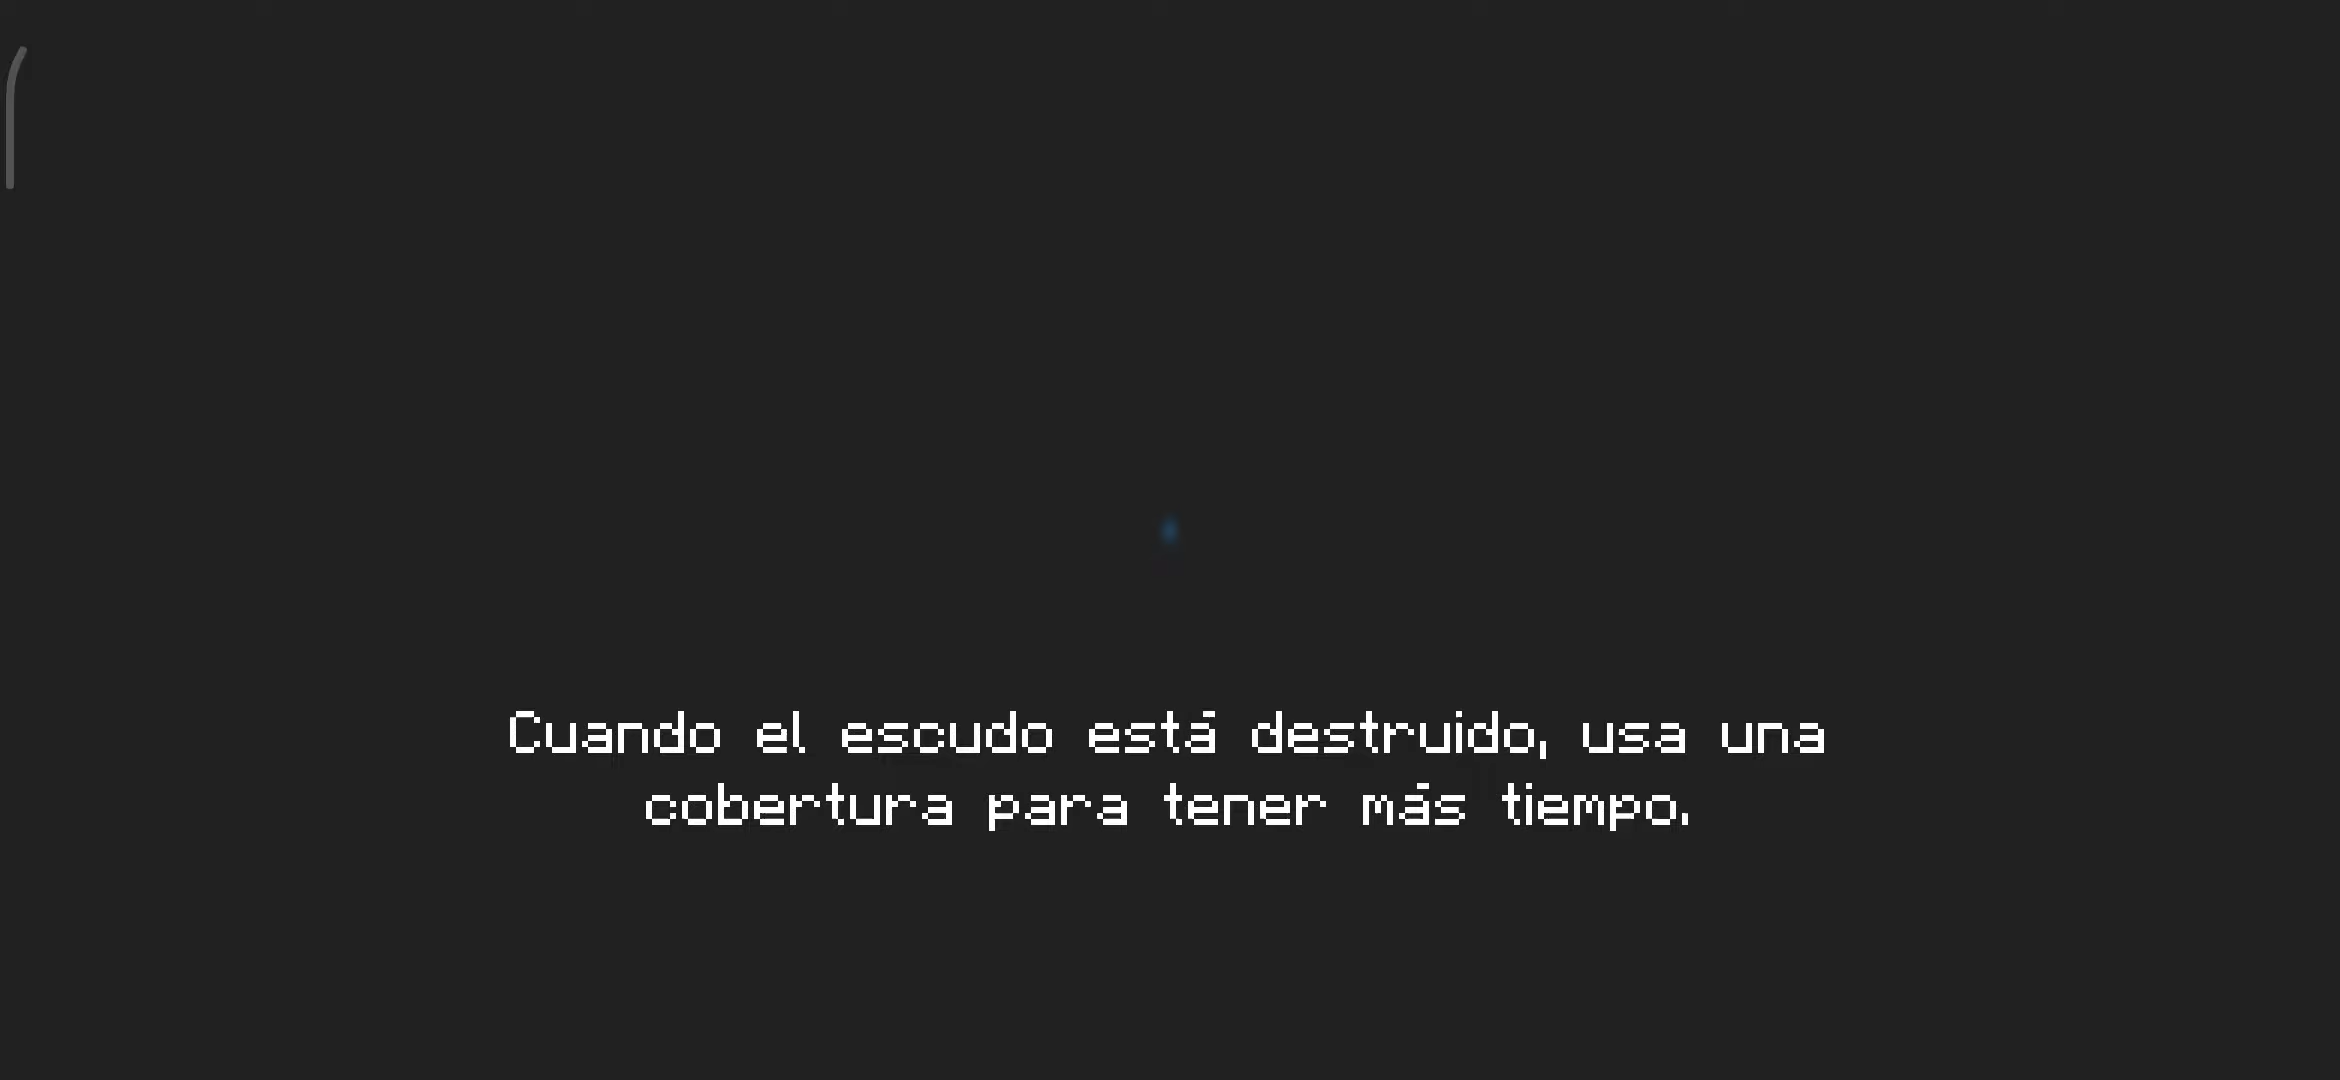 Cuando el escudo está destruido, usa una
cobertura para tener más tiempo.